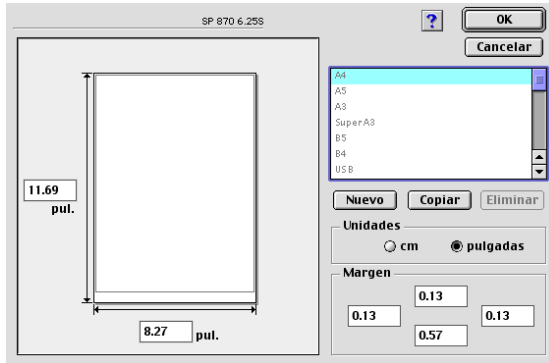 SP 870 6.25S
?
OK
Cancelar
A4
A5
A3
SuperA3
B5
B4
USB
11.69
pul.
8.27 pul.
Nuevo Copiar Eliminar
Unidades
cm pulgadas
Margen
0.13
0.13 0.13
0.57